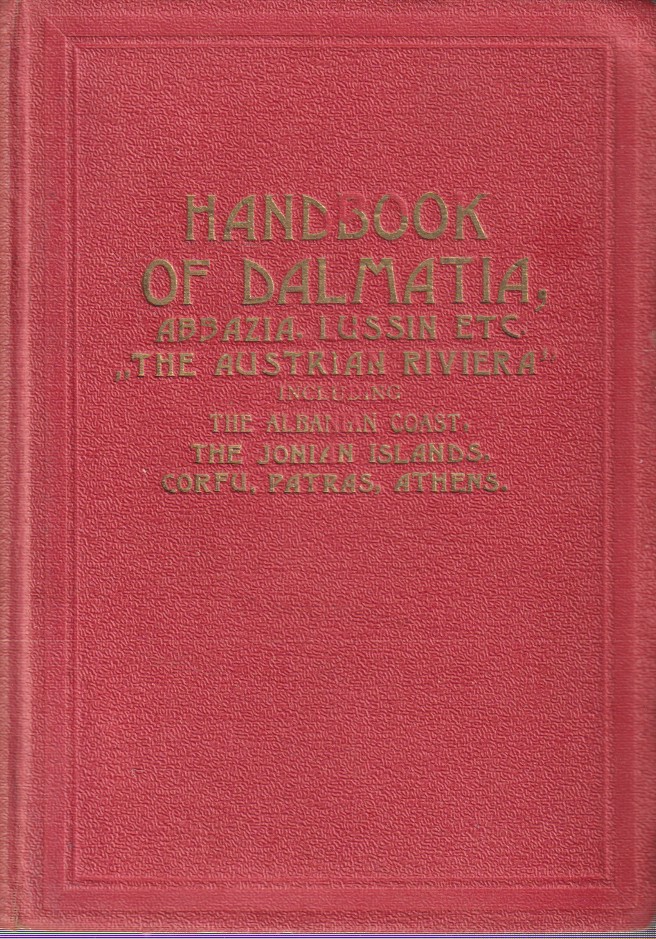 HANDBOOK
OF DALMATIA,
ABBAZIA. LUSSIN ETC.
„THE AUSTRIAN RIVIERA“
INCLUDING
THE ALBANIAN COAST,
THE JONIAN ISLANDS,
CORFU, PATRAS, ATHENS.